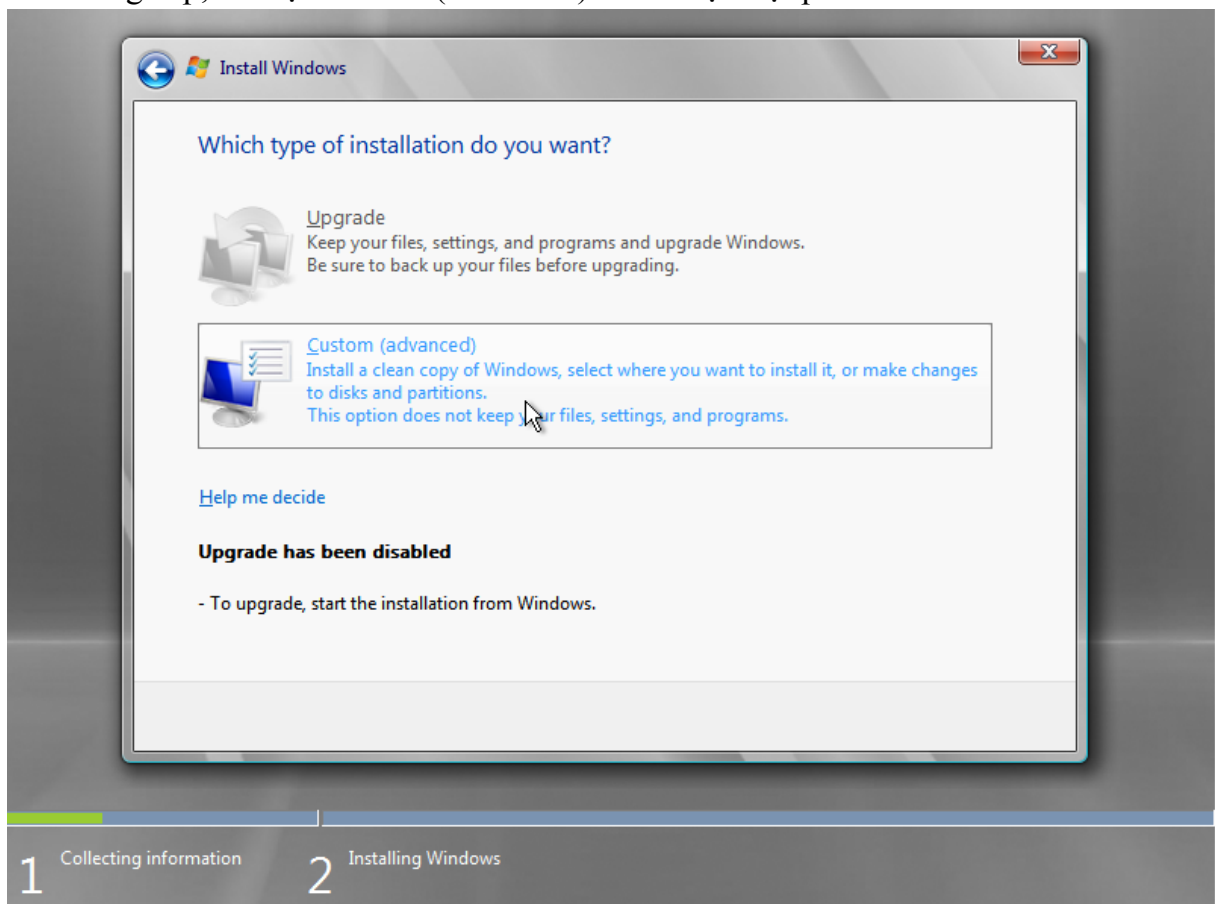 Install Windows
Which type of installation do you want?
Upgrade
Keep your files, settings, and programs and upgrade Windows.
Be sure to back up your files before upgrading.
Custom (advanced)
Install a clean copy of Windows, select where you want to install it, or make changes
to disks and partitions.
This option does not keep your files, settings, and programs.
Help me decide
Upgrade has been disabled
- To upgrade, start the installation from Windows.
1 Collecting information
2 Installing Windows